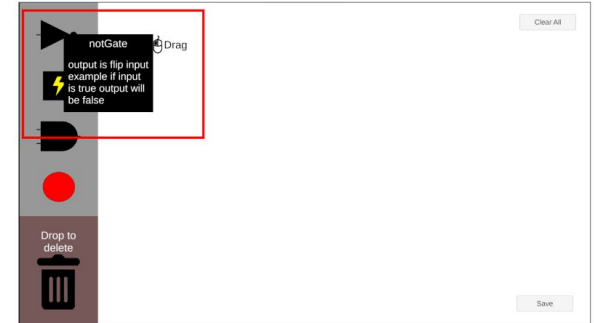 Clear All
notGate
Drag
output is flip input
example if input
is true output will
be false
Drop to
delete
Save